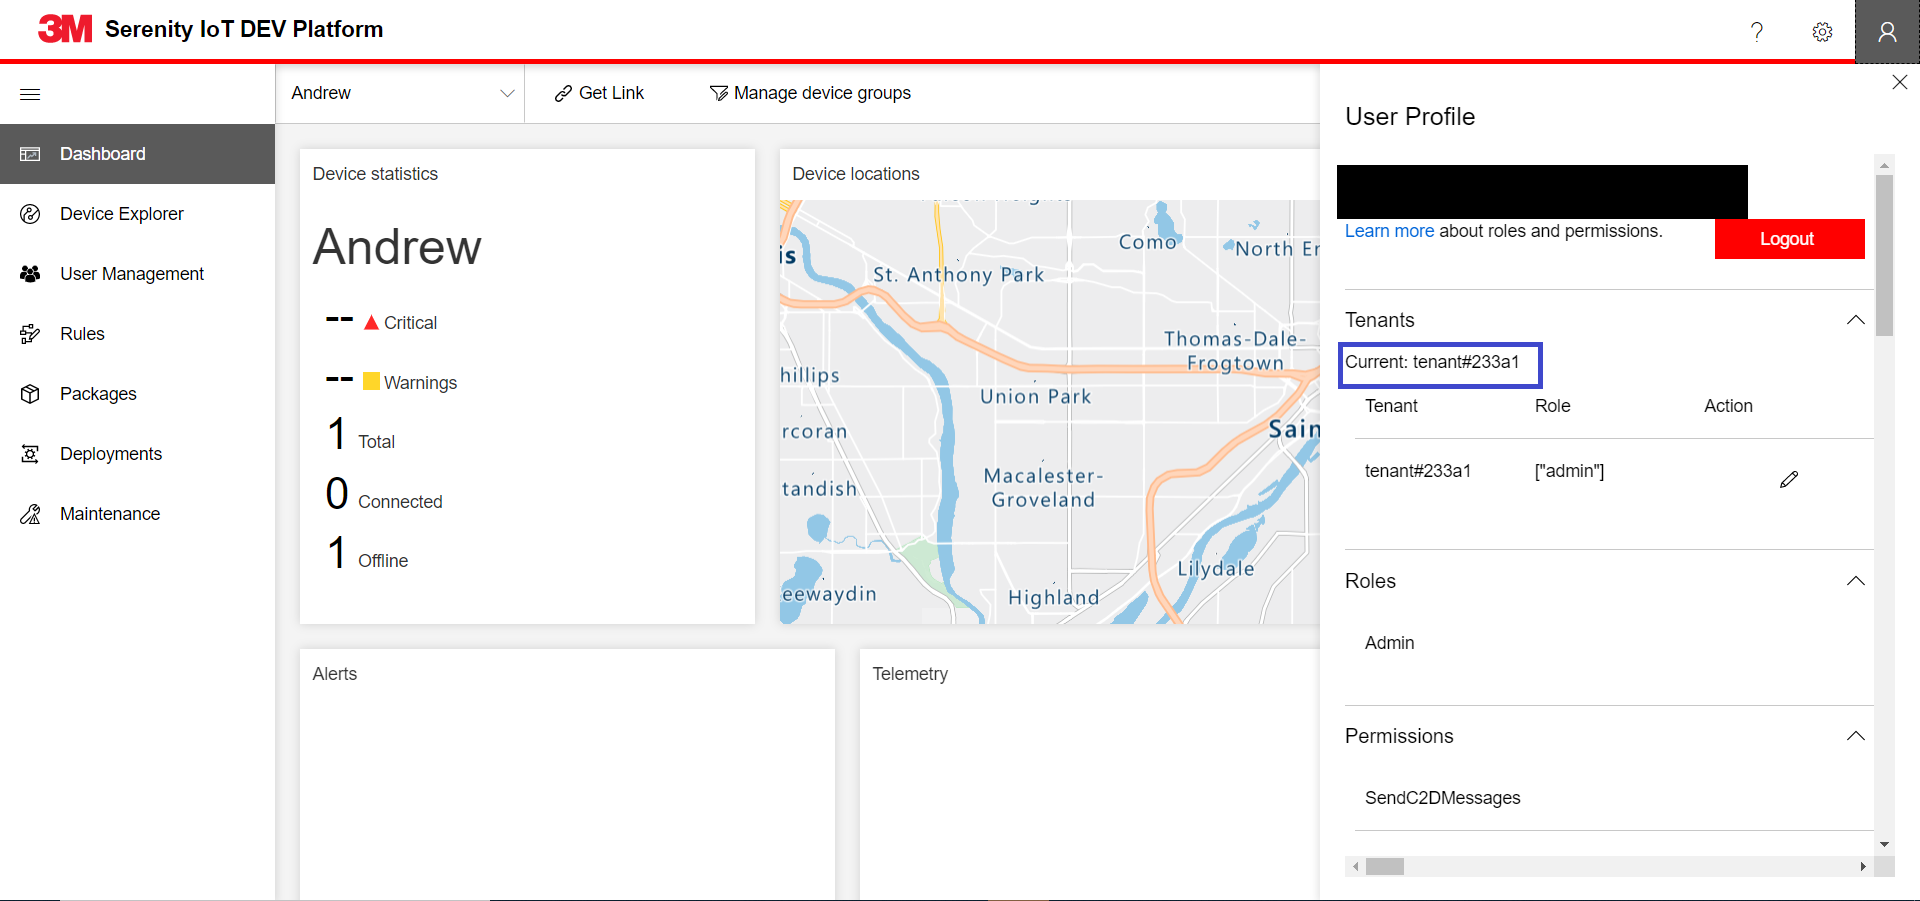 3M Serenity IoT DEV Platform
?
Andrew
Get Link
Manage device groups
Dashboard
Device Explorer
User Management
Rules
Packages
Deployments
Maintenance
Device statistics
Andrew
-- Critical
-- Warnings
1 Total
0 Connected
1 Offline
Device locations
is
Como
North Er
St. Anthony Park
Thomas-Dale-
Frogtown
hillips
Union Park
rcoran
Sain
Macalester-
Groveland
tandish
Lilydale
eewaydin
Highland
Alerts
Telemetry
User Profile
Learn more about roles and permissions.
Logout
Tenants
Current: tenant#233a1
Tenant Role Action
tenant#233a1 ["admin"]
Roles
Admin
Permissions
SendC2DMessages